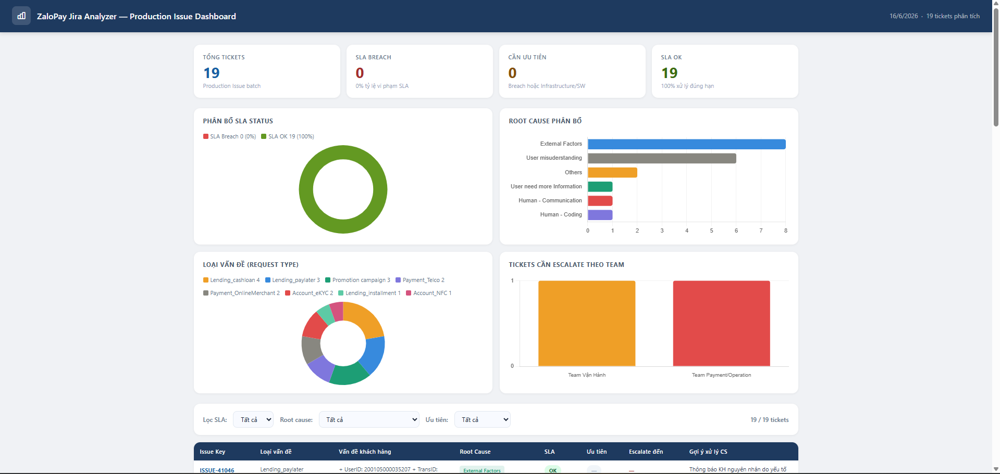 ZaloPay Jira Analyzer — Production Issue Dashboard
16/6/2026 · 19 tickets phân tích
TỔNG TICKETS
19
Production Issue batch
SLA BREACH
0
0% tỷ lệ vi phạm SLA
CẦN ƯU TIÊN
0
Breach hoặc Infrastructure/SW
SLA OK
19
100% xử lý đúng hạn
PHÂN BỐ SLA STATUS
SLA Breach 0 (0%) SLA OK 19 (100%)
ROOT CAUSE PHÂN BỐ
External Factors
User misuderstanding
Others
User need more Information
Human - Communication
Human - Coding
0 1 2 3 4 5 6 7 8
LOẠI VẤN ĐỀ (REQUEST TYPE)
Lending_cashloan 4 Lending_paylater 3 Promotion campaign 3 Payment_Telco 2
Payment_OnlineMerchant 2 Account_eKYC 2 Lending_installment 1 Account_NFC 1
TICKETS CẦN ESCALATE THEO TEAM
1
0
Team Vận Hành Team Payment/Operation
Lọc SLA: Tất cả Root cause: Tất cả Ưu tiên: Tất cả 19 / 19 tickets
Issue Key Loại vấn đề Vấn đề khách hàng Root Cause SLA Ưu tiên Escalate đến Gợi ý xử lý CS
ISSUE-41046 Lending_paylater + UserID: 200105000035207 + TransID: External Factors OK — — Thông báo KH nguyên nhân do yếu tố